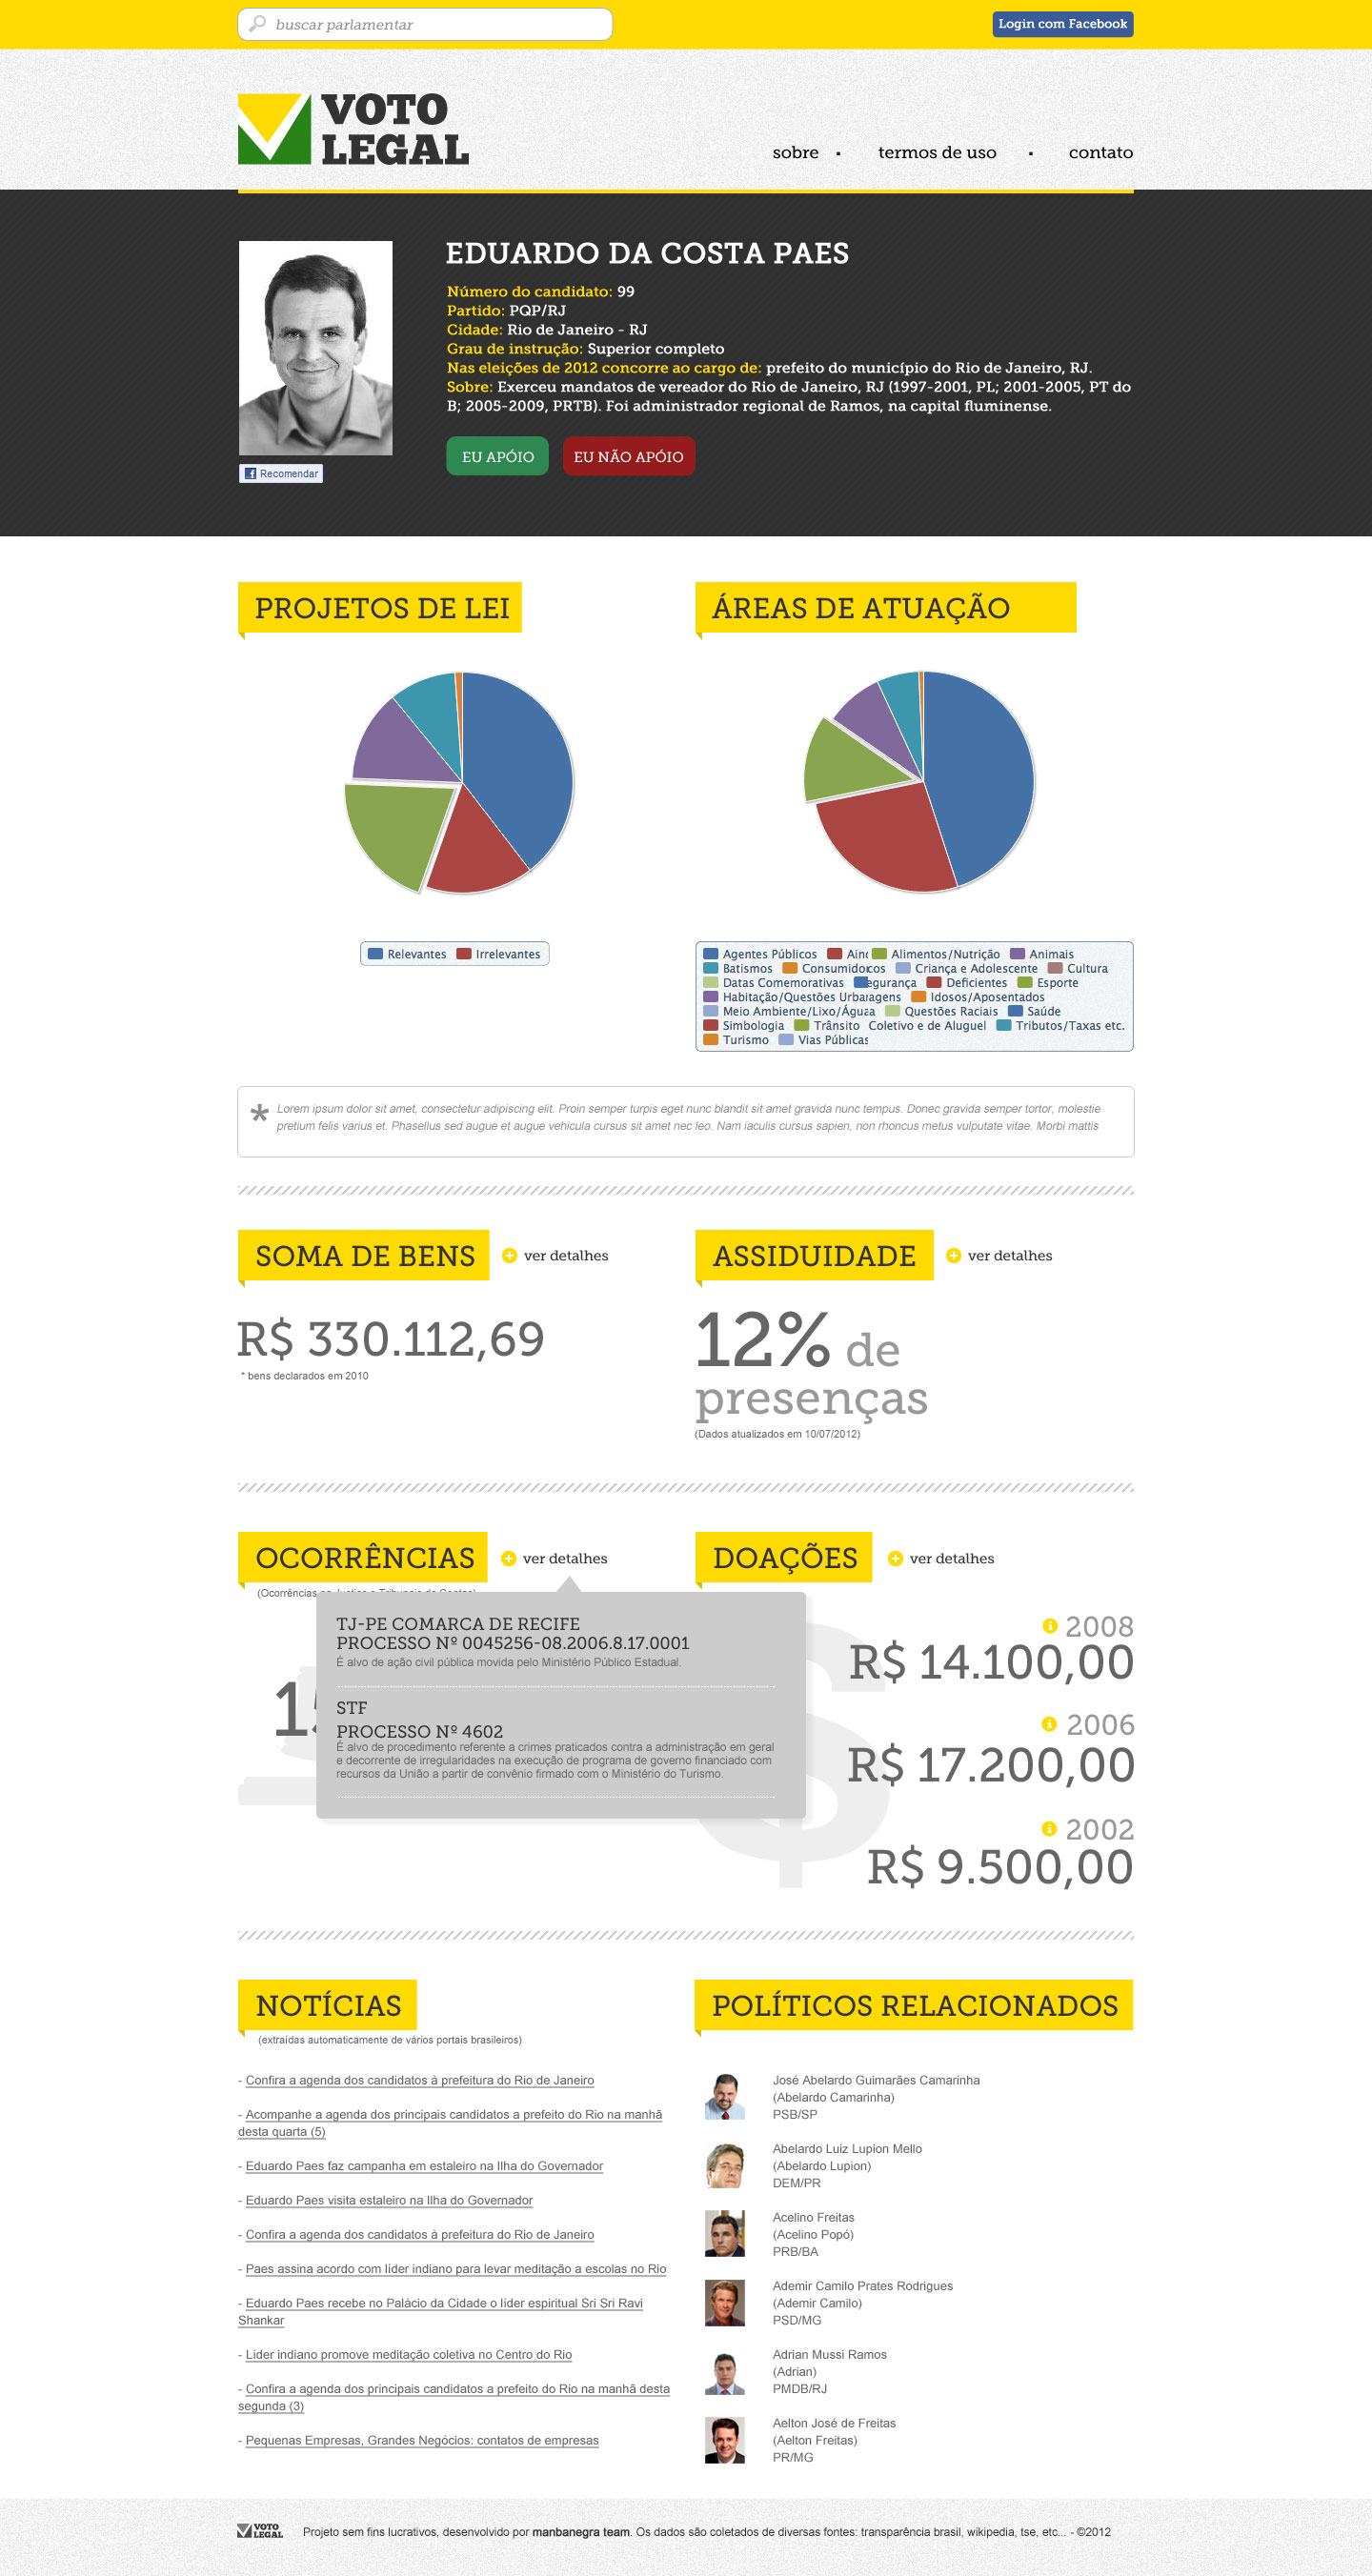 buscar parlamentar
Login com Facebook
VOTO
LEGAL
sobre
termos de uso
contato
EDUARDO DA COSTA PAES
Número do candidato: 99
Partido: PQP/RJ
Cidade: Rio de Janeiro - RJ
Grau de instrução: Superior completo
Nas eleições de 2012 concorre ao cargo de: prefeito do município do Rio de Janeiro, RJ.
Sobre: Exerceu mandatos de vereador do Rio de Janeiro, RJ (1997-2001, PL; 2001-2005, PT do
B; 2005-2009, PRTB). Foi administrador regional de Ramos, na capital fluminense.
EU APÓIO
EU NÃO APÓIO
Recomendar
PROJETOS DE LEI
ÁREAS DE ATUAÇÃO
Relevantes Irrelevantes
Agentes Públicos Ainc Alimentos/Nutrição Animais
Batismos Consumidocos Criança e Adolescente Cultura
Datas Comemorativas egurança Deficientes Esporte
Habitação/Questões Urbaagens Idosos/Aposentados
Meio Ambiente/Lixo/Águaa Questões Raciais Saúde
Simbologia Trânsito Coletivo e de Aluguel Tributos/Taxas etc.
Turismo Vias Públicas
* Lorem ipsum dolor sit amet, consectetur adipiscing elit. Proin semper turpis eget nunc blandit sit amet gravida nunc tempus. Donec gravida semper tortor, molestie
pretium felis varius et. Phasellus sed augue et augue vehicula cursus sit amet nec leo. Nam iaculis cursus sapien, non rhoncus metus vulputate vitae. Morbi mattis
SOMA DE BENS
ver detalhes
R$ 330.112,69
* bens declarados em 2010
ASSIDUIDADE
ver detalhes
12% de
presenças
(Dados atualizados em 10/07/2012)
OCORRÊNCIAS
ver detalhes
(Ocorrências
TJ-PE COMARCA DE RECIFE
PROCESSO Nº 0045256-08.2006.8.17.0001
É alvo de ação civil pública movida pelo Ministério Público Estadual.
STF
PROCESSO Nº 4602
É alvo de procedimento referente a crimes praticados contra a administração em geral
e decorrente de irregularidades na execução de programa de governo financiado com
recursos da União a partir de convênio firmado com o Ministério do Turismo.
DOAÇÕES
ver detalhes
$
2008
R$ 14.100,00
2006
R$ 17.200,00
2002
R$ 9.500,00
NOTÍCIAS
(extraídas automaticamente de vários portais brasileiros)
- Confira a agenda dos candidatos à prefeitura do Rio de Janeiro
- Acompanhe a agenda dos principais candidatos a prefeito do Rio na manhã
desta quarta (5)
- Eduardo Paes faz campanha em estaleiro na Ilha do Governador
- Eduardo Paes visita estaleiro na Ilha do Governador
- Confira a agenda dos candidatos à prefeitura do Rio de Janeiro
- Paes assina acordo com líder indiano para levar meditação a escolas no Rio
- Eduardo Paes recebe no Palácio da Cidade o líder espiritual Sri Sri Ravi
Shankar
- Líder indiano promove meditação coletiva no Centro do Rio
- Confira a agenda dos principais candidatos a prefeito do Rio na manhã desta
segunda (3)
- Pequenas Empresas, Grandes Negócios: contatos de empresas
POLÍTICOS RELACIONADOS
José Abelardo Guimarães Camarinha
(Abelardo Camarinha)
PSB/SP
Abelardo Luiz Lupion Mello
(Abelardo Lupion)
DEM/PR
Acelino Freitas
(Acelino Popó)
PRB/BA
Ademir Camilo Prates Rodrigues
(Ademir Camilo)
PSD/MG
Adrian Mussi Ramos
(Adrian)
PMDB/RJ
Aelton José de Freitas
(Aelton Freitas)
PR/MG
VOTO
LEGAL
Projeto sem fins lucrativos, desenvolvido por manbanegra team. Os dados são coletados de diversas fontes: transparência brasil, wikipedia, tse, etc... - ©2012